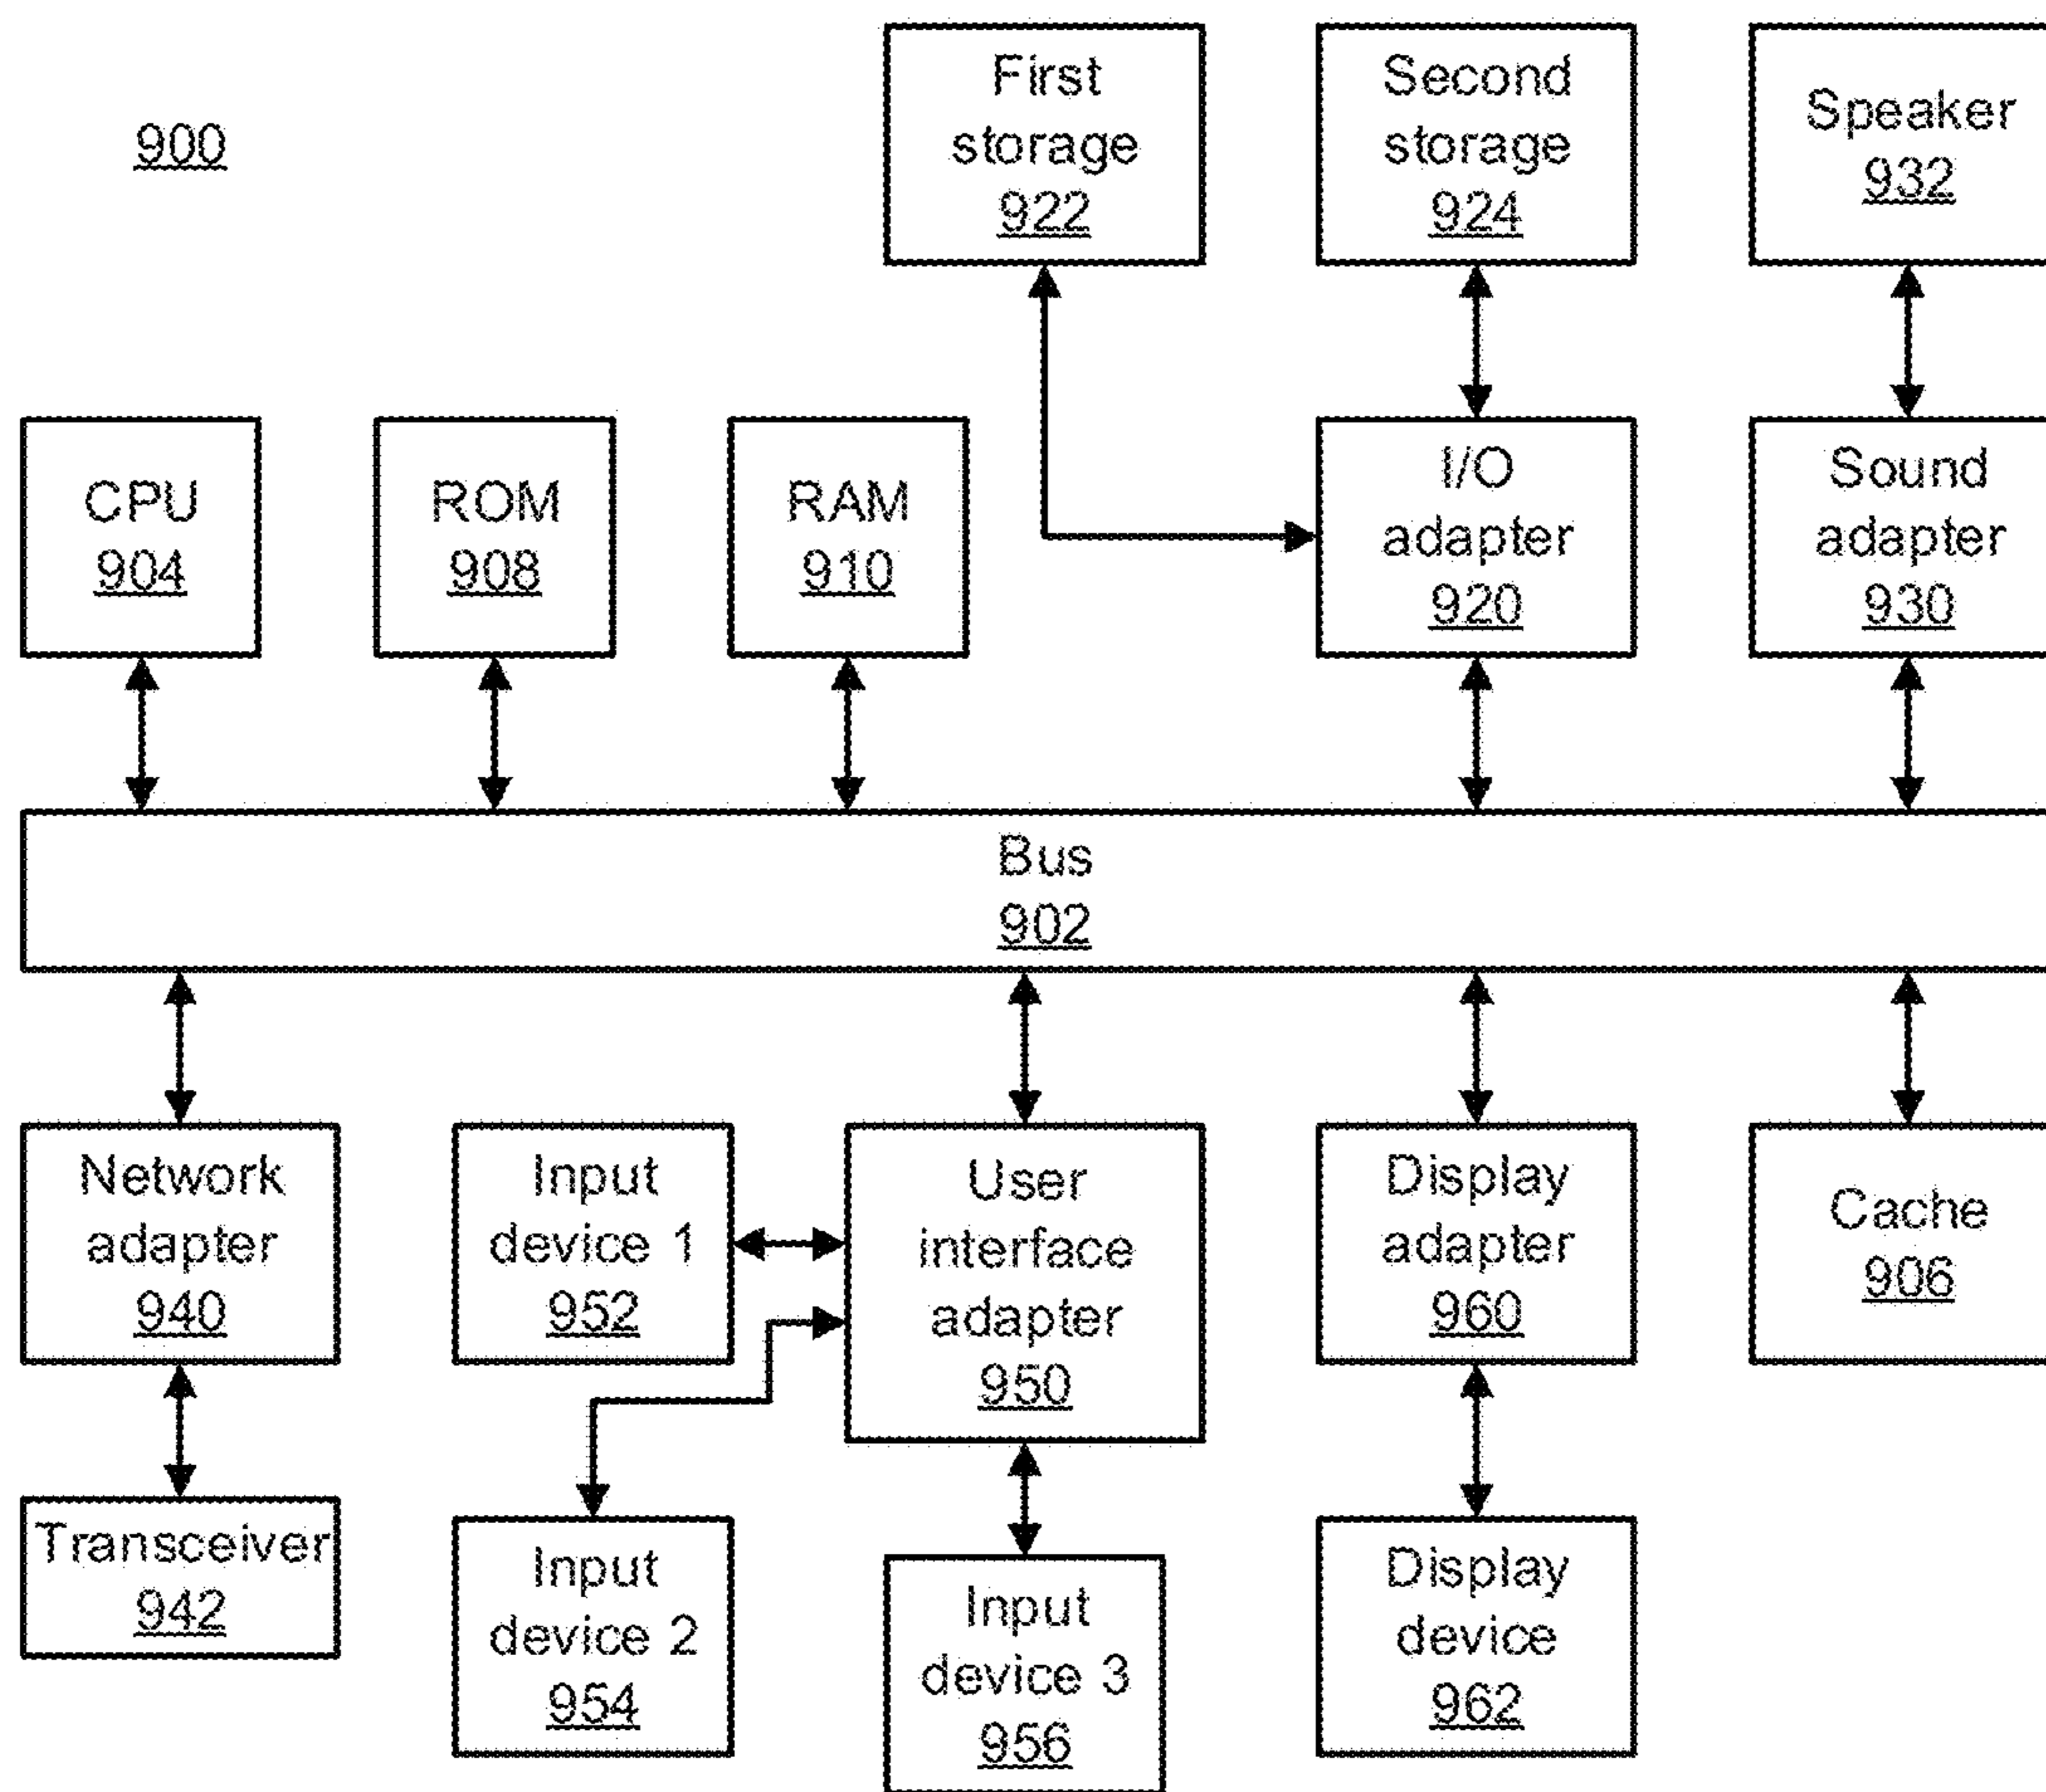 900
First
storage
922
Second
storage
924
Speaker
932
CPU
904
ROM
908
RAM
910
I/O
adapter
920
Sound
adapter
930
Bus
902
Network
adapter
940
Input
device 1
952
User
interface
adapter
950
Display
adapter
960
Cache
906
Transceiver
942
Input
device 2
954
Input
device 3
956
Display
device
962